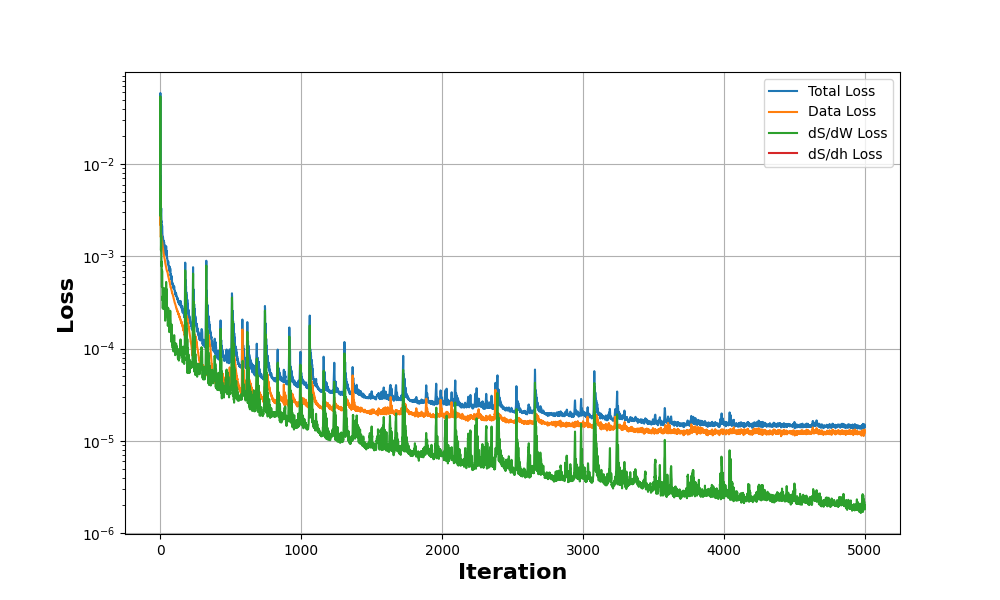 Total Loss
Data Loss
dS/dW Loss
dS/dh Loss
10⁻²
10⁻³
10⁻⁴
10⁻⁵
10⁻⁶
Loss
0 1000 2000 3000 4000 5000
Iteration